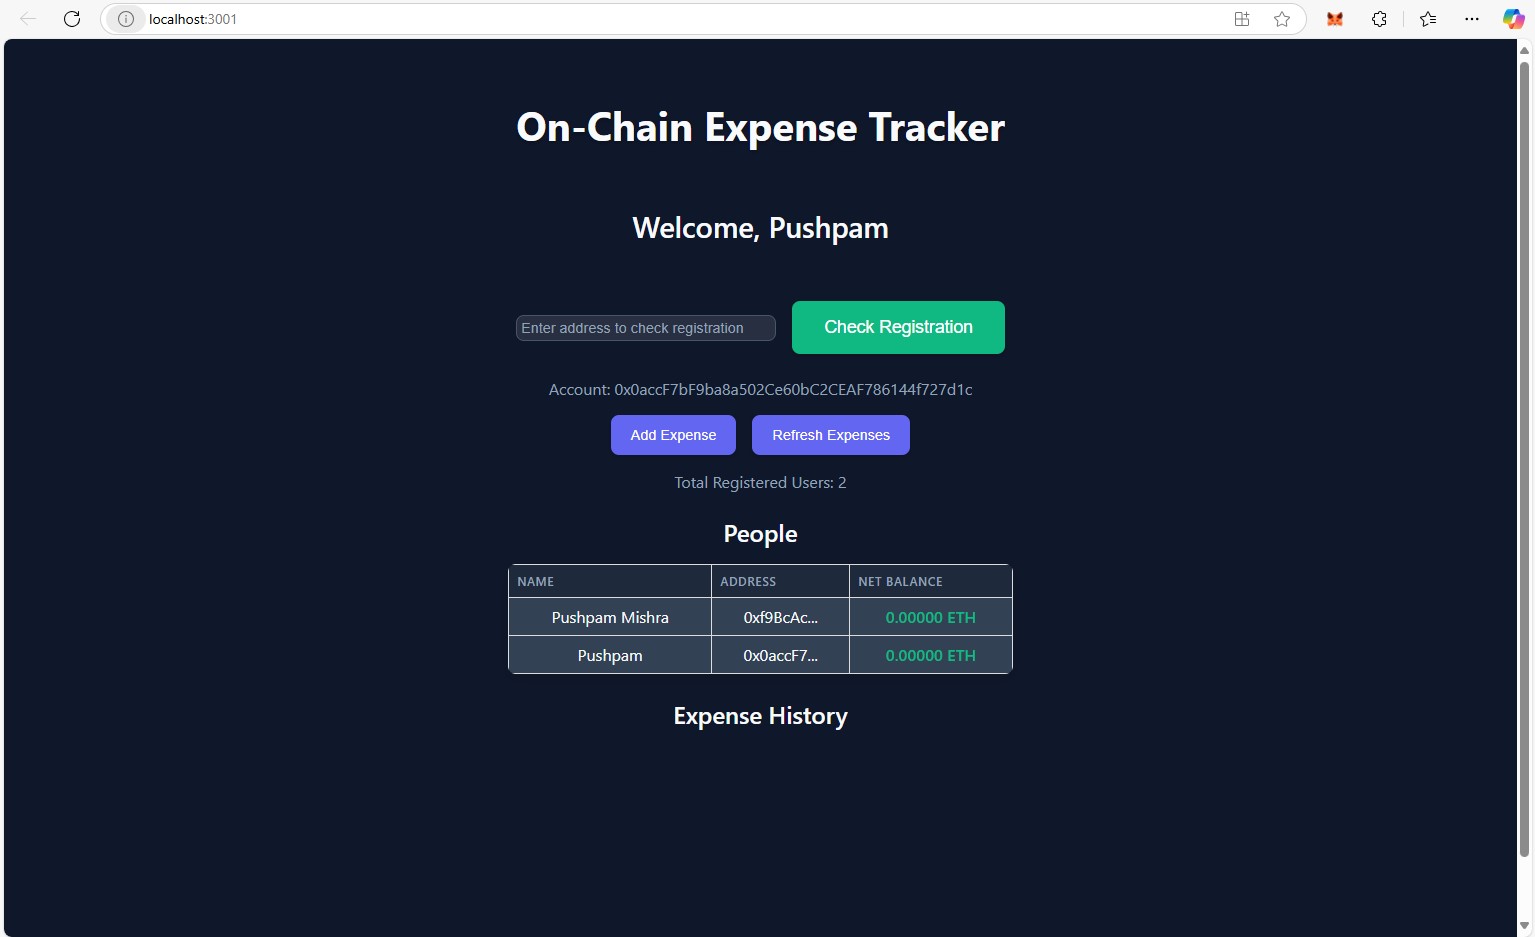 localhost:3001
On-Chain Expense Tracker
Welcome, Pushpam
Enter address to check registration
Check Registration
Account: 0x0accF7bF9ba8a502Ce60bC2CEAF786144f727d1c
Add Expense
Refresh Expenses
Total Registered Users: 2
People
NAME ADDRESS NET BALANCE
Pushpam Mishra 0xf9BcAc... 0.00000 ETH
Pushpam 0x0accF7... 0.00000 ETH
Expense History